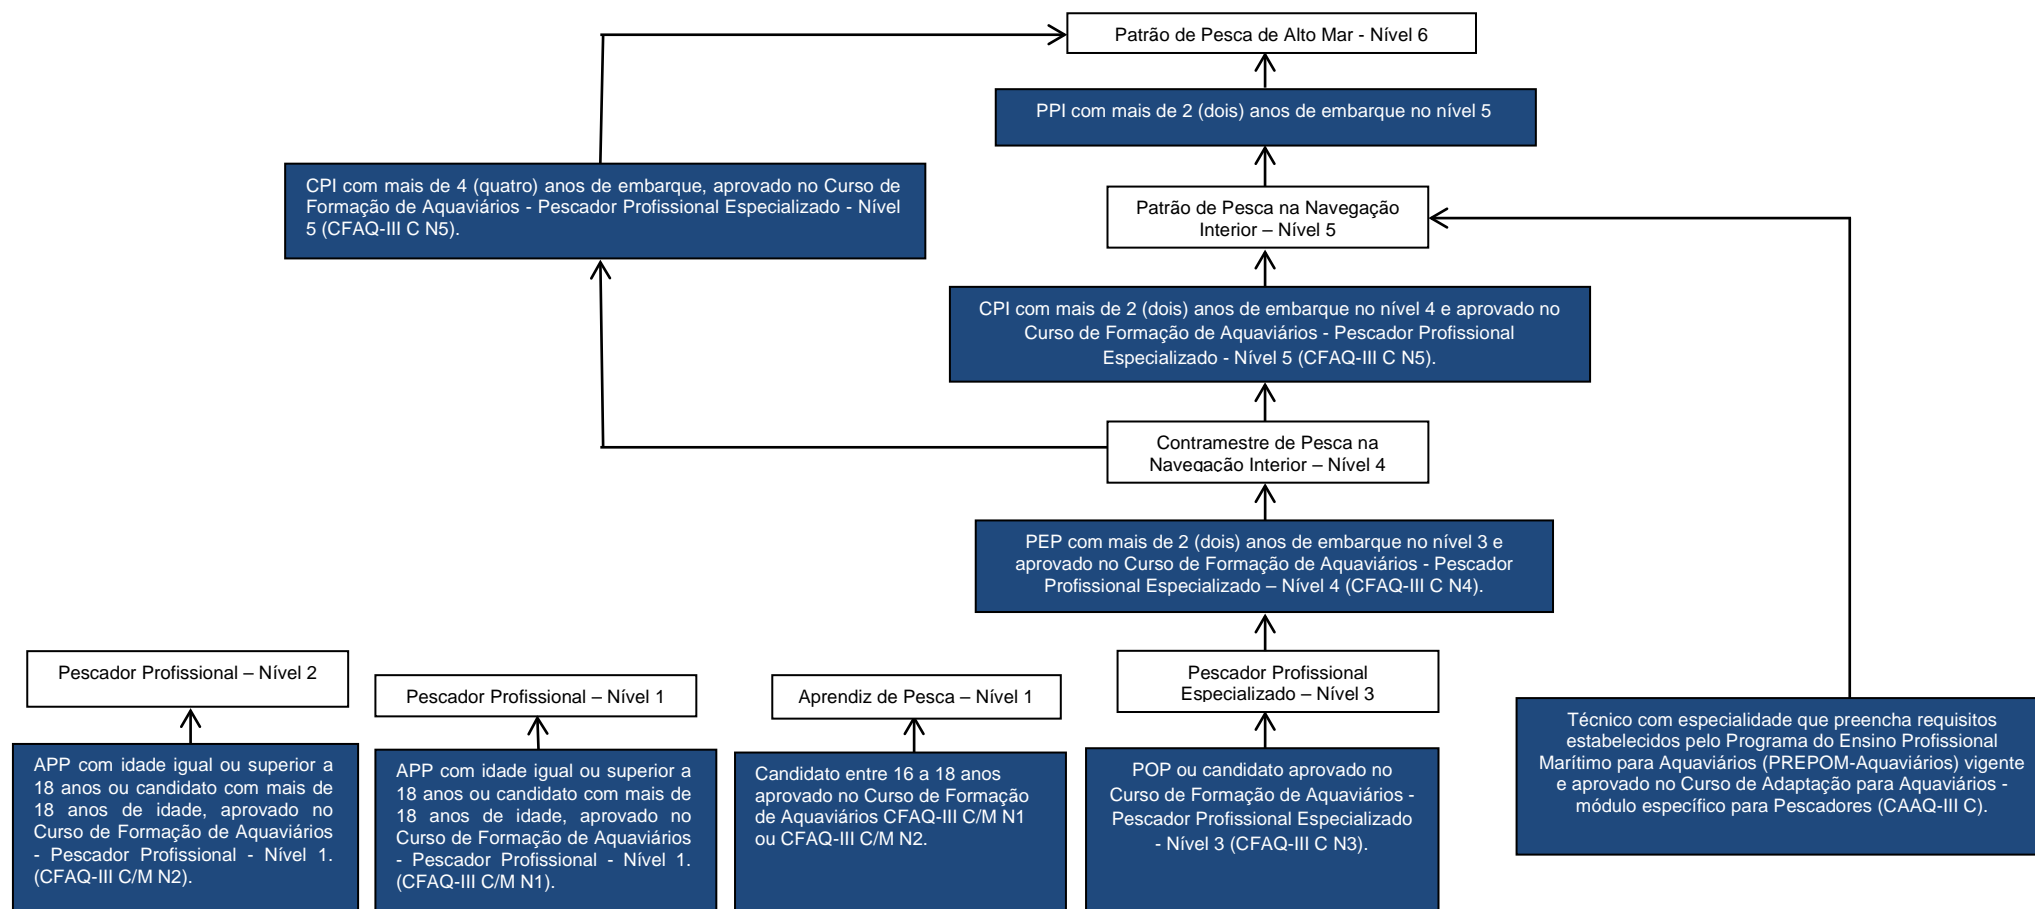 Patrão de Pesca de Alto Mar - Nível 6
PPI com mais de 2 (dois) anos de embarque no nível 5
CPI com mais de 4 (quatro) anos de embarque, aprovado no Curso de
Formação de Aquaviários - Pescador Profissional Especializado - Nível
5 (CFAQ-III C N5).
Patrão de Pesca na Navegação
Interior – Nível 5
CPI com mais de 2 (dois) anos de embarque no nível 4 e aprovado no
Curso de Formação de Aquaviários - Pescador Profissional
Especializado - Nível 5 (CFAQ-III C N5).
Contramestre de Pesca na
Navegação Interior – Nível 4
PEP com mais de 2 (dois) anos de embarque no nível 3 e
aprovado no Curso de Formação de Aquaviários - Pescador
Profissional Especializado – Nível 4 (CFAQ-III C N4).
Pescador Profissional – Nível 2
Pescador Profissional – Nível 1
Aprendiz de Pesca – Nível 1
Pescador Profissional
Especializado – Nível 3
APP com idade igual ou superior a
18 anos ou candidato com mais de
18 anos de idade, aprovado no
Curso de Formação de Aquaviários
- Pescador Profissional - Nível 1.
(CFAQ-III C/M N2).
APP com idade igual ou superior a
18 anos ou candidato com mais de
18 anos de idade, aprovado no
Curso de Formação de Aquaviários
- Pescador Profissional - Nível 1.
(CFAQ-III C/M N1).
Candidato entre 16 a 18 anos
aprovado no Curso de Formação
de Aquaviários CFAQ-III C/M N1
ou CFAQ-III C/M N2.
POP ou candidato aprovado no
Curso de Formação de Aquaviários -
Pescador Profissional Especializado
- Nível 3 (CFAQ-III C N3).
Técnico com especialidade que preencha requisitos
estabelecidos pelo Programa do Ensino Profissional
Marítimo para Aquaviários (PREPOM-Aquaviários) vigente
e aprovado no Curso de Adaptação para Aquaviários -
módulo específico para Pescadores (CAAQ-III C).